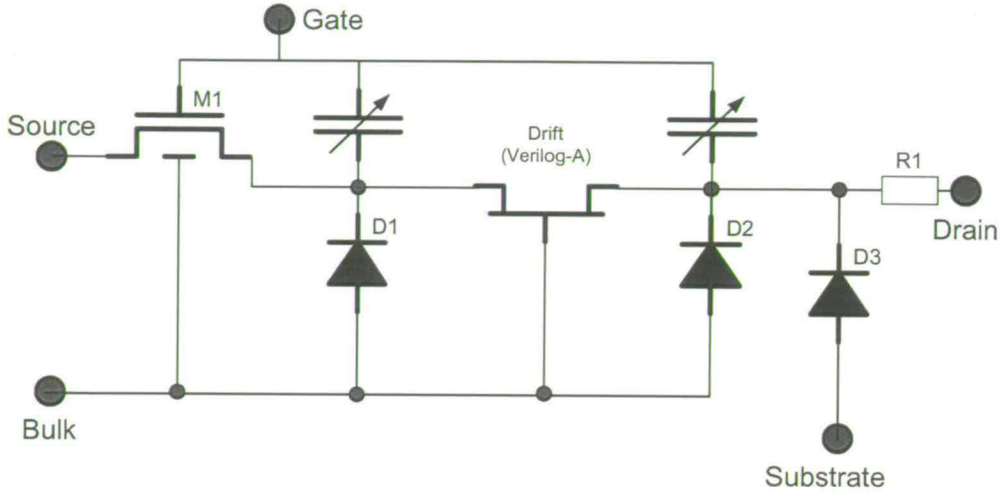 Gate
M1
Source
Drift
(Verilog-A)
R1
D1
D2
Drain
D3
Bulk
Substrate